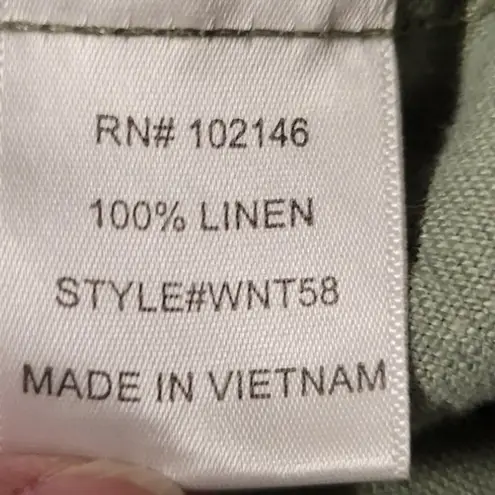 RN# 102146
100% LINEN
STYLE#WNT58
MADE IN VIETNAM